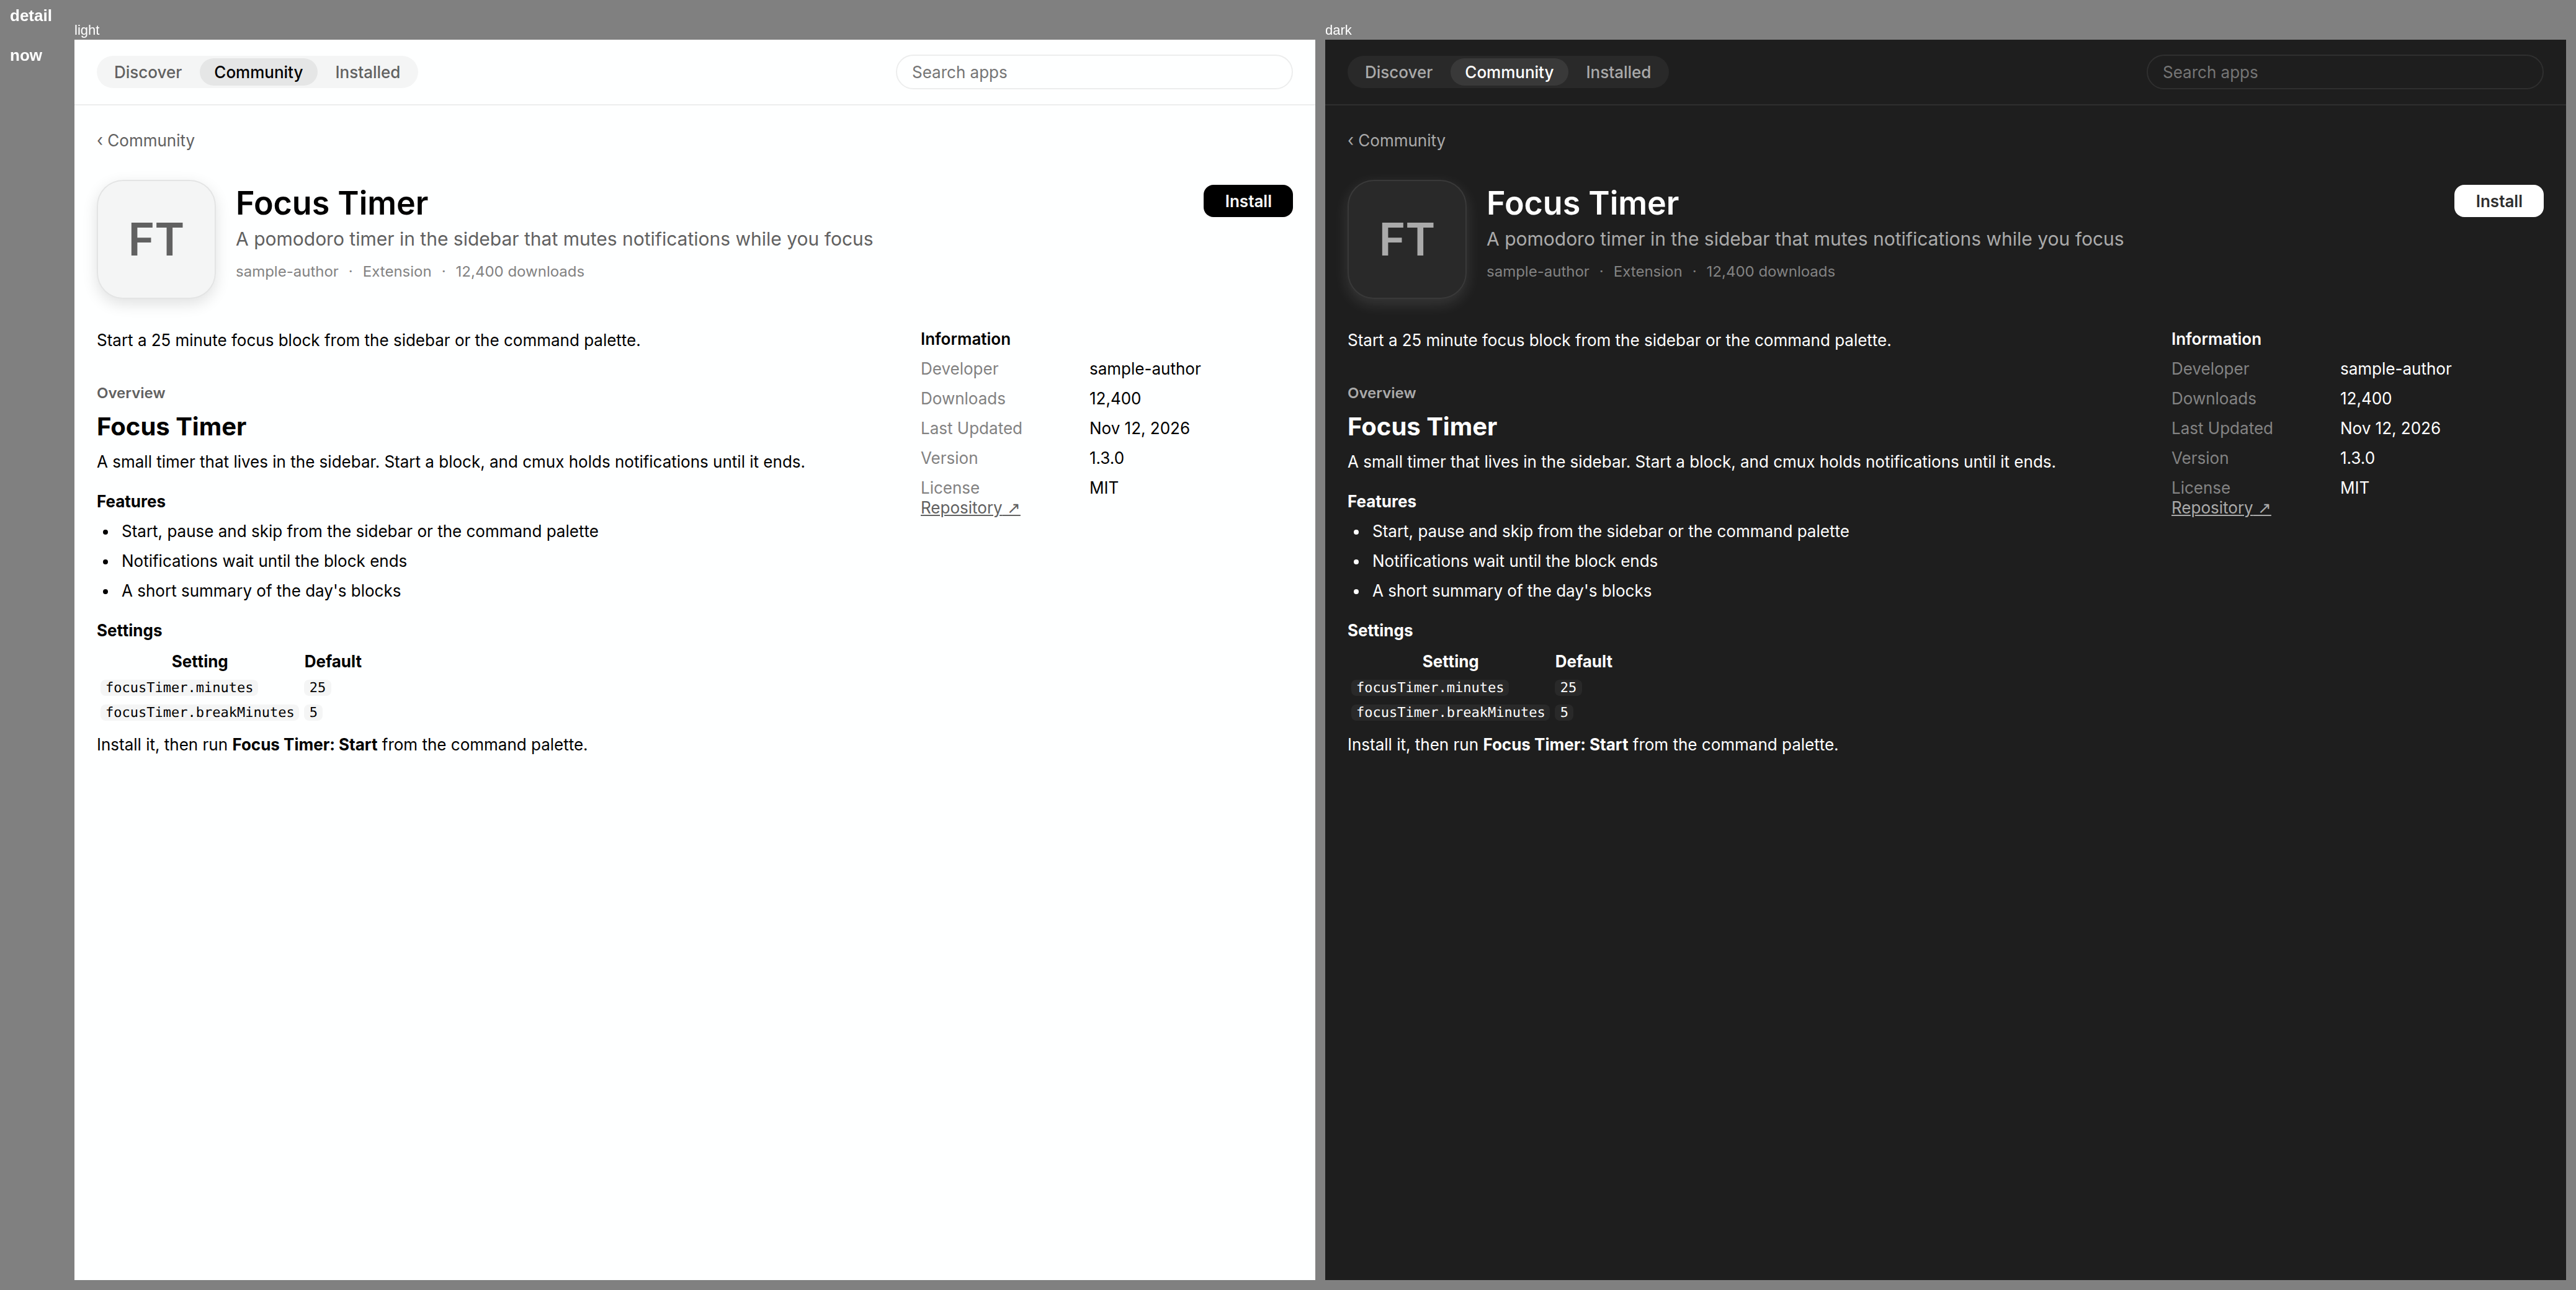 detail
now
light
Discover Community Installed
Search apps
‹ Community
FT
Focus Timer
Install
A pomodoro timer in the sidebar that mutes notifications while you focus
sample-author · Extension · 12,400 downloads
Start a 25 minute focus block from the sidebar or the command palette.
Overview
Focus Timer
A small timer that lives in the sidebar. Start a block, and cmux holds notifications until it ends.
Features
• Start, pause and skip from the sidebar or the command palette
• Notifications wait until the block ends
• A short summary of the day's blocks
Settings
Setting Default
focusTimer.minutes 25
focusTimer.breakMinutes 5
Install it, then run Focus Timer: Start from the command palette.
Information
Developer sample-author
Downloads 12,400
Last Updated Nov 12, 2026
Version 1.3.0
License MIT
Repository ↗
dark
Discover Community Installed
Search apps
‹ Community
FT
Focus Timer
Install
A pomodoro timer in the sidebar that mutes notifications while you focus
sample-author · Extension · 12,400 downloads
Start a 25 minute focus block from the sidebar or the command palette.
Overview
Focus Timer
A small timer that lives in the sidebar. Start a block, and cmux holds notifications until it ends.
Features
• Start, pause and skip from the sidebar or the command palette
• Notifications wait until the block ends
• A short summary of the day's blocks
Settings
Setting Default
focusTimer.minutes 25
focusTimer.breakMinutes 5
Install it, then run Focus Timer: Start from the command palette.
Information
Developer sample-author
Downloads 12,400
Last Updated Nov 12, 2026
Version 1.3.0
License MIT
Repository ↗